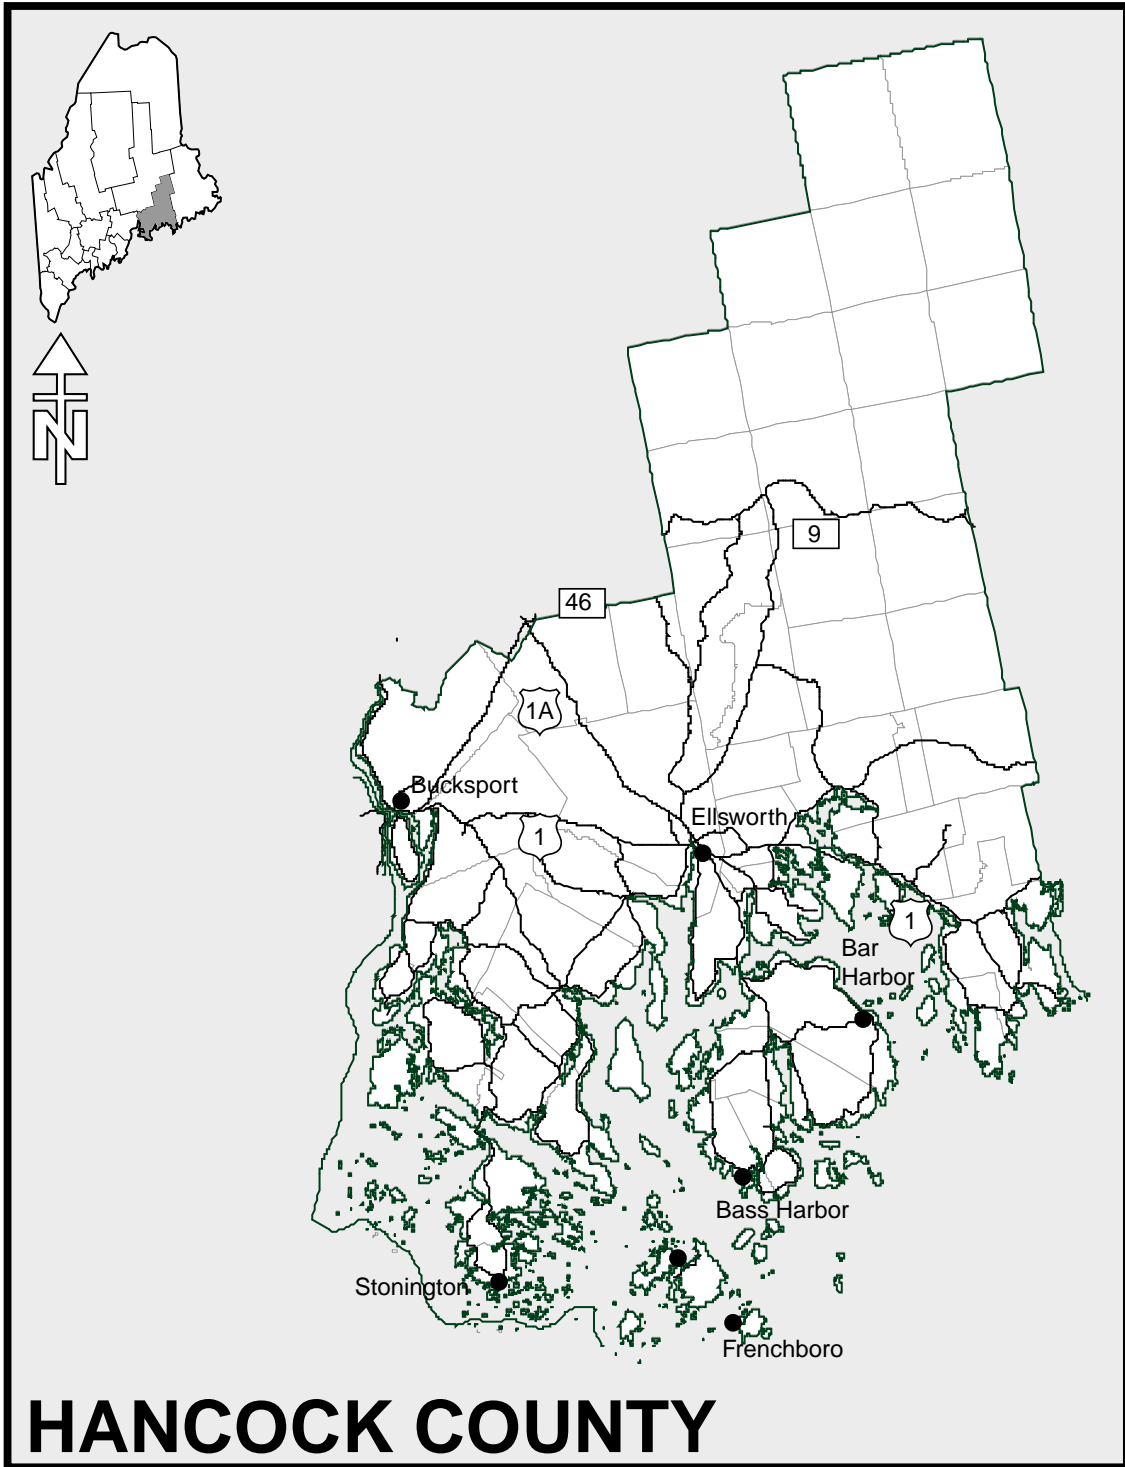 N
9
46
1A
Bucksport
Ellsworth
1
1
Bar
Harbor
Bass Harbor
Stonington
Frenchboro
HANCOCK COUNTY